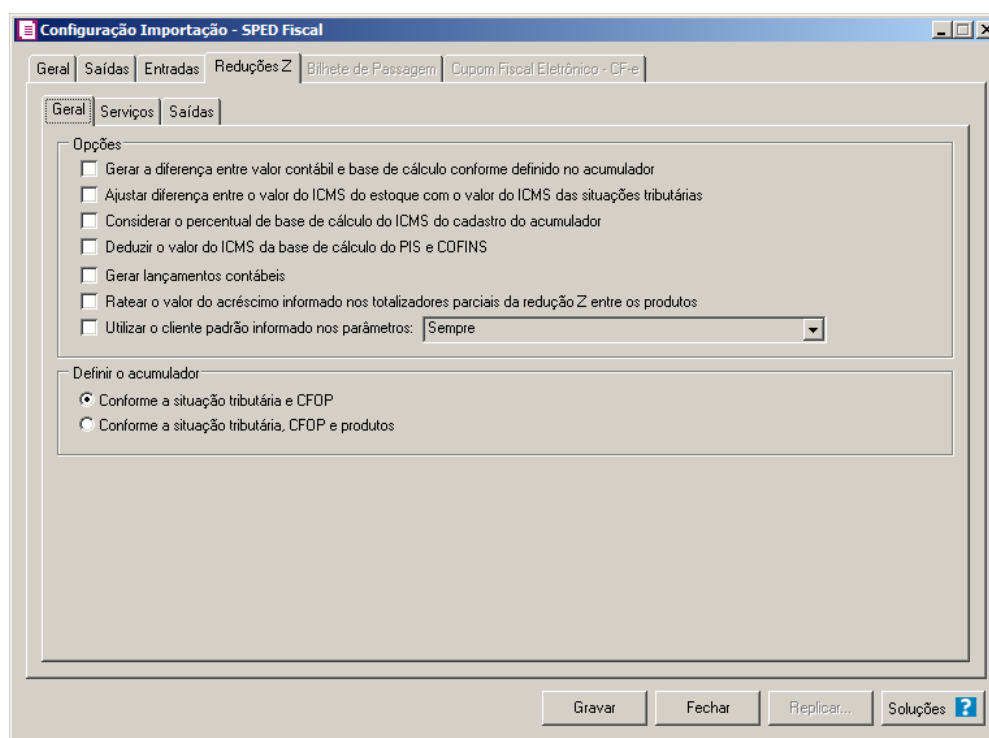 Configuração Importação - SPED Fiscal
Geral Saídas Entradas Reduções Z Bilhete de Passagem Cupom Fiscal Eletrônico - CF-e
Geral Serviços Saídas
Opções
Gerar a diferença entre valor contábil e base de cálculo conforme definido no acumulador
Ajustar diferença entre o valor do ICMS do estoque com o valor do ICMS das situações tributárias
Considerar o percentual de base de cálculo do ICMS do cadastro do acumulador
Deduzir o valor do ICMS da base de cálculo do PIS e COFINS
Gerar lançamentos contábeis
Ratear o valor do acréscimo informado nos totalizadores parciais da redução Z entre os produtos
Utilizar o cliente padrão informado nos parâmetros: Sempre
Definir o acumulador
Conforme a situação tributária e CFOP
Conforme a situação tributária, CFOP e produtos
Gravar Fechar Replicar... Soluções ?